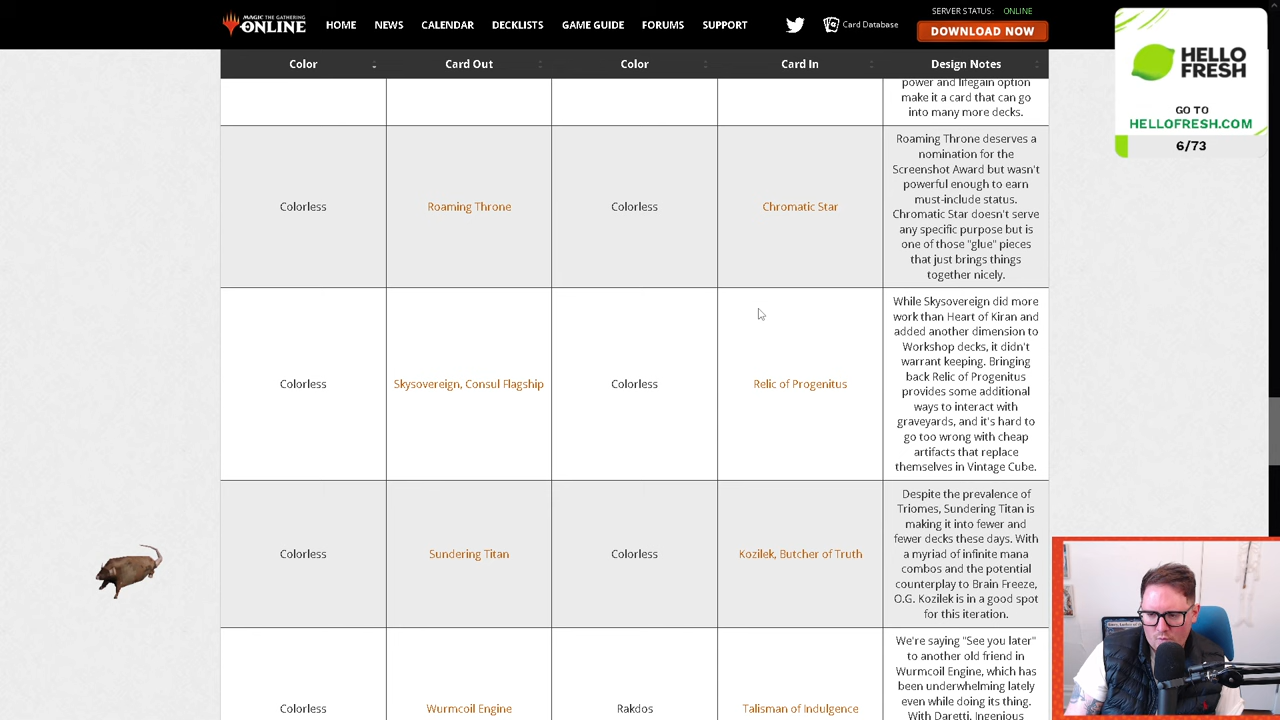 MAGIC THE GATHERING
ONLINE
HOME
NEWS
CALENDAR
DECKLISTS
GAME GUIDE
FORUMS
SUPPORT
Card Database
SERVER STATUS: ONLINE
DOWNLOAD NOW
HELLO
FRESH
GO TO
HELLOFRESH.COM
6/73
Color
Card Out
Color
Card In
Design Notes
power and lifegain option
make it a card that can go
into many more decks.
Colorless
Roaming Throne
Colorless
Chromatic Star
Roaming Throne deserves a
nomination for the
Screenshot Award but wasn't
powerful enough to earn
must-include status.
Chromatic Star doesn't serve
any specific purpose but is
one of those "glue" pieces
that just brings things
together nicely.
Colorless
Skysovereign, Consul Flagship
Colorless
Relic of Progenitus
While Skysovereign did more
work than Heart of Kiran and
added another dimension to
Workshop decks, it didn't
warrant keeping. Bringing
back Relic of Progenitus
provides some additional
ways to interact with
graveyards, and it's hard to
go too wrong with cheap
artifacts that replace
themselves in Vintage Cube.
Colorless
Sundering Titan
Colorless
Kozilek, Butcher of Truth
Despite the prevalence of
Triomes, Sundering Titan is
making it into fewer and
fewer decks these days. With
a myriad of infinite mana
combos and the potential
counterplay to Brain Freeze,
O.G. Kozilek is in a good spot
for this iteration.
Colorless
Wurmcoil Engine
Rakdos
Talisman of Indulgence
We're saying "See you later"
to another old friend in
Wurmcoil Engine, which has
been underwhelming lately
even while doing its thing.
With Daretti, Ingenious